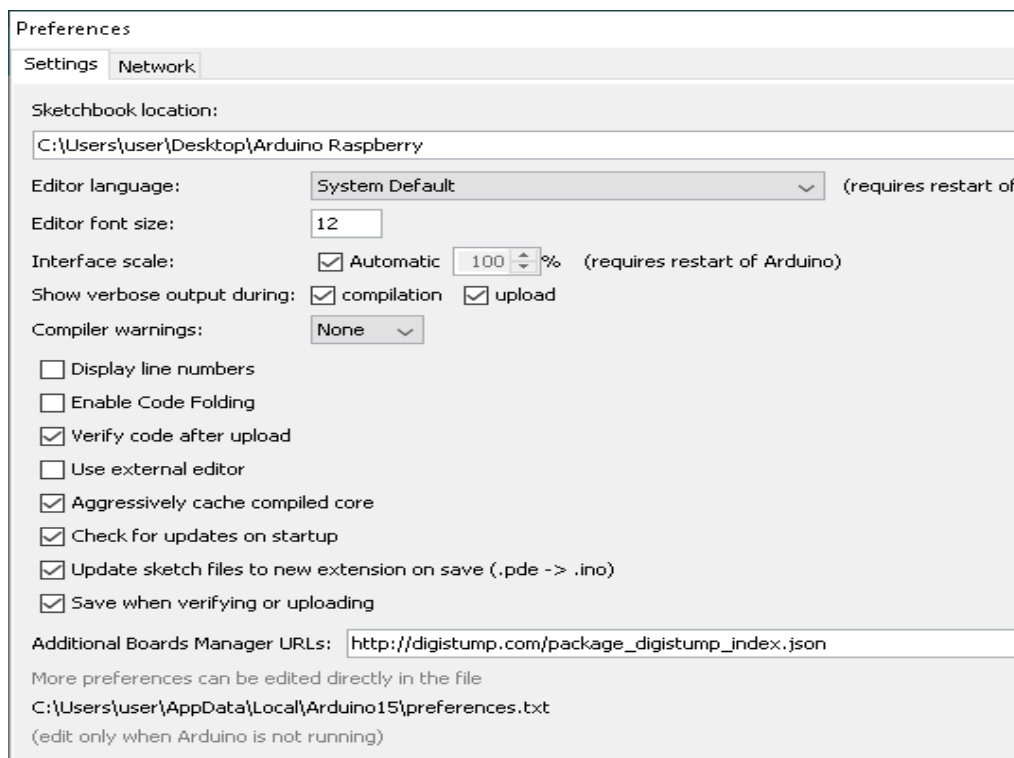 Preferences
Settings Network
Sketchbook location:
C:\Users\user\Desktop\Arduino Raspberry
Editor language: System Default (requires restart of
Editor font size: 12
Interface scale: Automatic 100 % (requires restart of Arduino)
Show verbose output during: compilation upload
Compiler warnings: None
Display line numbers
Enable Code Folding
Verify code after upload
Use external editor
Aggressively cache compiled core
Check for updates on startup
Update sketch files to new extension on save (.pde -> .ino)
Save when verifying or uploading
Additional Boards Manager URLs: http://digistump.com/package_digistump_index.json
More preferences can be edited directly in the file
C:\Users\user\AppData\Local\Arduino15\preferences.txt
(edit only when Arduino is not running)